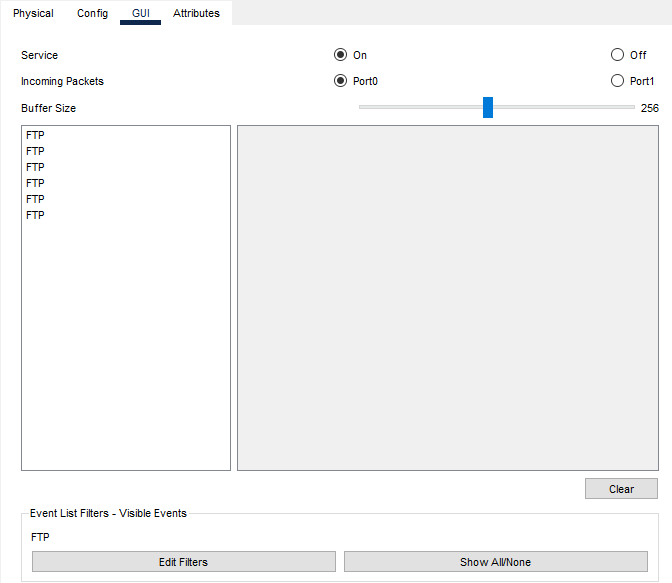 Physical Config GUI Attributes
Service On Off
Incoming Packets Port0 Port1
Buffer Size 256
FTP
FTP
FTP
FTP
FTP
FTP
Clear
Event List Filters - Visible Events
FTP
Edit Filters Show All/None